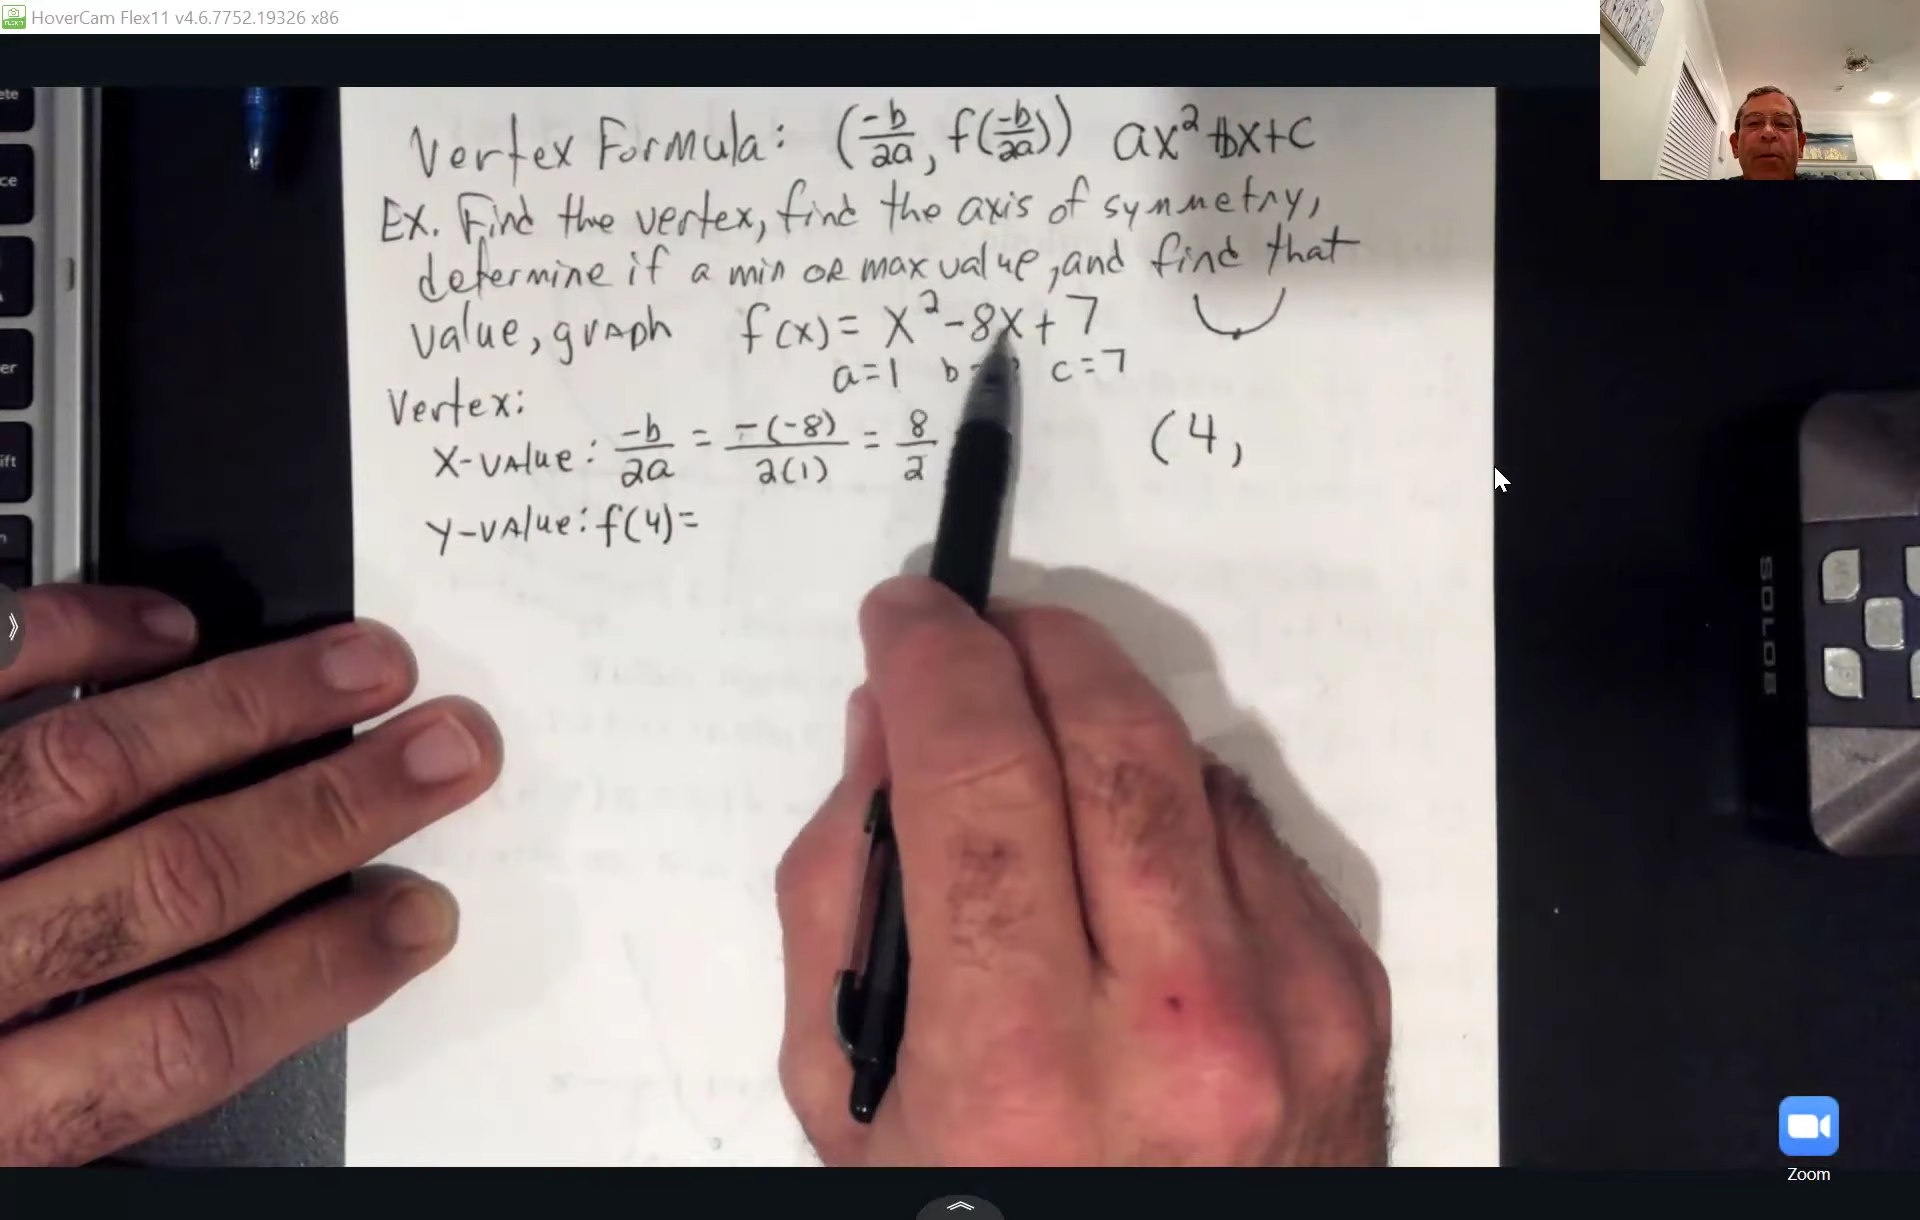 HoverCam Flex11 v4.6.7752.19326 x86
Vertex Formula: (-b/2a, f(-b/2a)) ax²+bx+c
Ex. Find the vertex, find the axis of symmetry,
determine if a min or max value, and find that
value, graph f(x) = x² - 8x + 7
a=1 b= c=7
Vertex:
x-value: -b/2a = -(-8)/2(1) = 8/2
(4,
y-value: f(4)=
SOLO8
Zoom